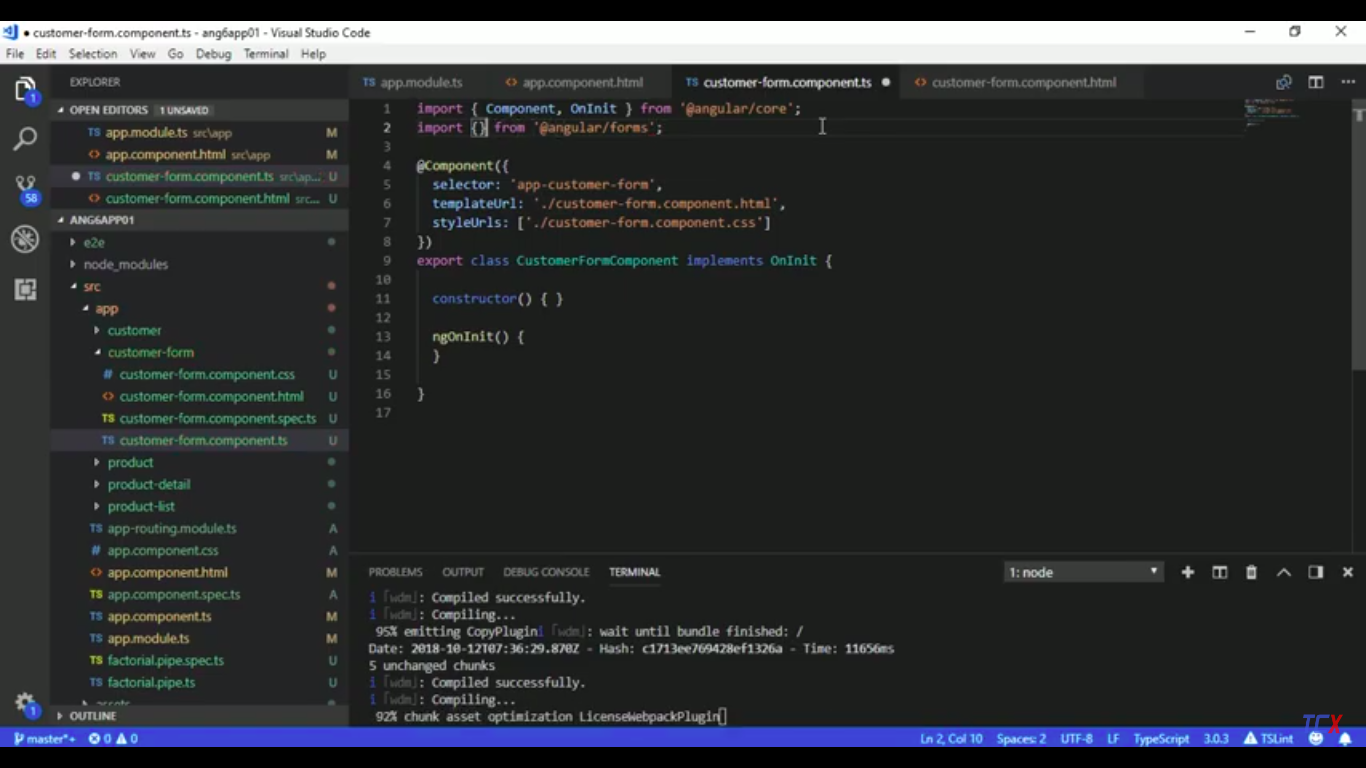 ● customer-form.component.ts - ang6app01 - Visual Studio Code
File Edit Selection View Go Debug Terminal Help
EXPLORER
OPEN EDITORS 1 UNSAVED
TS app.module.ts src\app M
<> app.component.html src\app M
● TS customer-form.component.ts src\ap... U
<> customer-form.component.html src... U
ANG6APP01
e2e
node_modules
src
app
customer
customer-form
# customer-form.component.css U
<> customer-form.component.html U
TS customer-form.component.spec.ts U
TS customer-form.component.ts U
product
product-detail
product-list
TS app-routing.module.ts A
# app.component.css A
<> app.component.html M
TS app.component.spec.ts A
TS app.component.ts M
TS app.module.ts M
TS factorial.pipe.spec.ts U
TS factorial.pipe.ts U
assets
OUTLINE
1
58
1
TS app.module.ts <> app.component.html TS customer-form.component.ts ● <> customer-form.component.html
1 import { Component, OnInit } from '@angular/core';
2 import {} from '@angular/forms';
3
4 @Component({
5 selector: 'app-customer-form',
6 templateUrl: './customer-form.component.html',
7 styleUrls: ['./customer-form.component.css']
8 })
9 export class CustomerFormComponent implements OnInit {
10
11 constructor() { }
12
13 ngOnInit() {
14 }
15
16 }
17
PROBLEMS OUTPUT DEBUG CONSOLE TERMINAL 1: node
i ｢wdm｣: Compiled successfully.
i ｢wdm｣: Compiling...
95% emitting CopyPlugini ｢wdm｣: wait until bundle finished: /
Date: 2018-10-12T07:36:29.870Z - Hash: c1713ee769428ef1326a - Time: 11656ms
5 unchanged chunks
i ｢wdm｣: Compiled successfully.
i ｢wdm｣: Compiling...
92% chunk asset optimization LicenseWebpackPlugin
TCX
master*+ 0 0 Ln 2, Col 10 Spaces: 2 UTF-8 LF TypeScript 3.0.3 TSLint